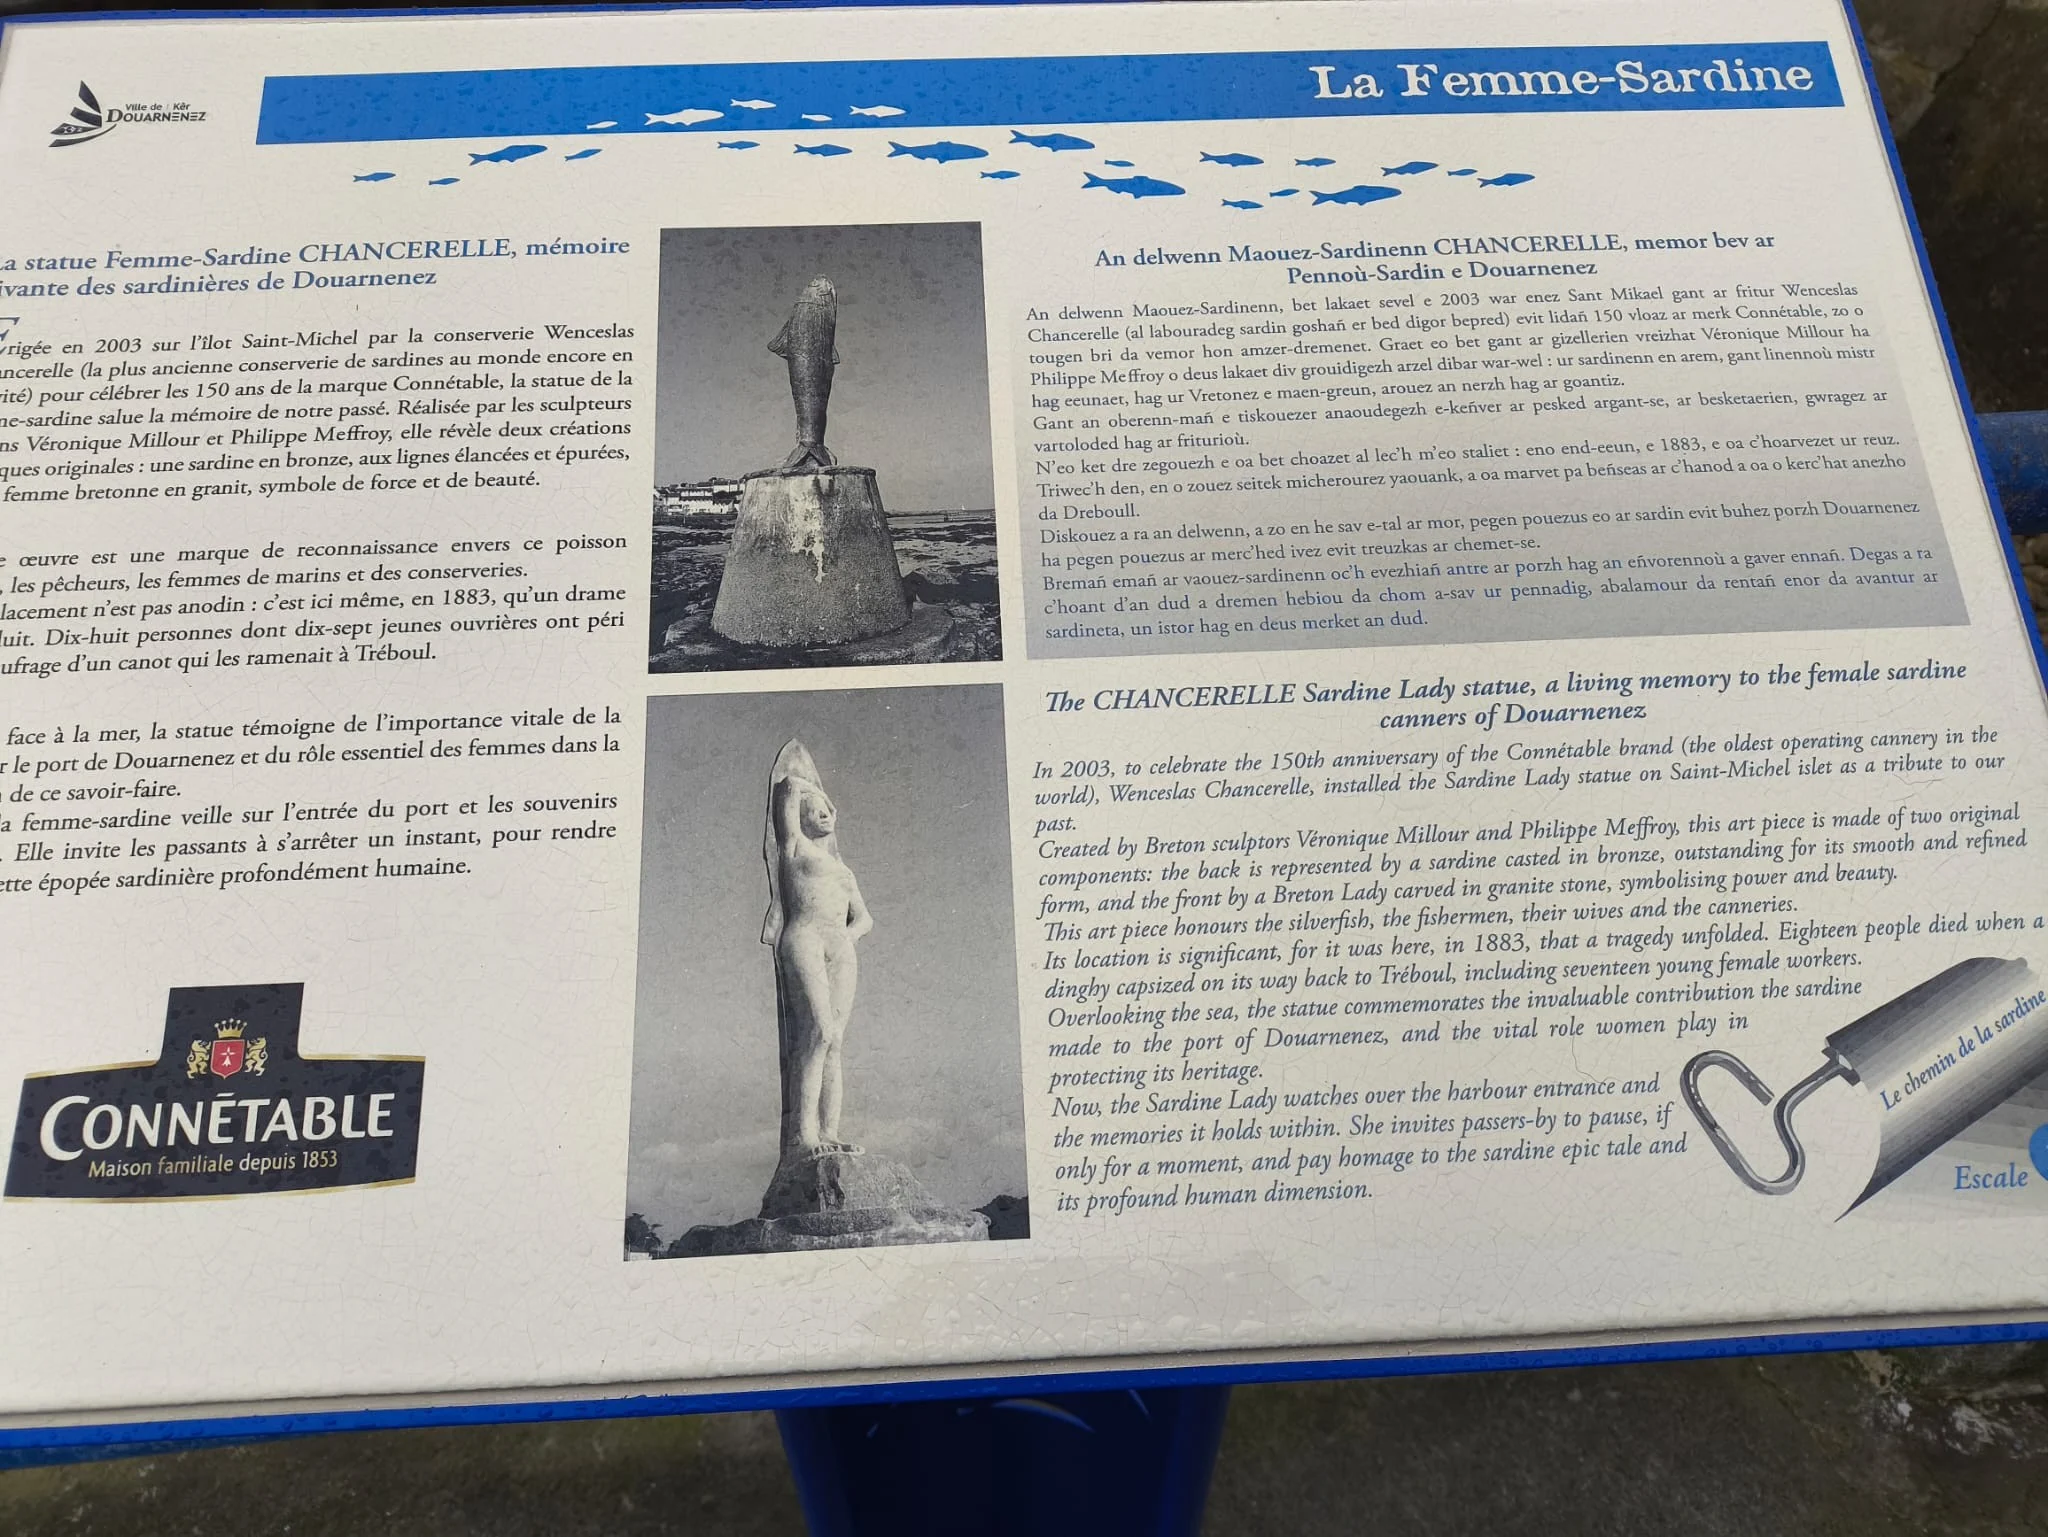 Ville de | Kêr
DOUARNENEZ
La Femme-Sardine
La statue Femme-Sardine CHANCERELLE, mémoire
ivante des sardinières de Douarnenez
Erigée en 2003 sur l'îlot Saint-Michel par la conserverie Wenceslas
ancerelle (la plus ancienne conserverie de sardines au monde encore en
vité) pour célébrer les 150 ans de la marque Connétable, la statue de la
ne-sardine salue la mémoire de notre passé. Réalisée par les sculpteurs
ns Véronique Millour et Philippe Meffroy, elle révèle deux créations
ques originales : une sardine en bronze, aux lignes élancées et épurées,
femme bretonne en granit, symbole de force et de beauté.
e œuvre est une marque de reconnaissance envers ce poisson
, les pêcheurs, les femmes de marins et des conserveries.
lacement n'est pas anodin : c'est ici même, en 1883, qu'un drame
duit. Dix-huit personnes dont dix-sept jeunes ouvrières ont péri
ufrage d'un canot qui les ramenait à Tréboul.
face à la mer, la statue témoigne de l'importance vitale de la
r le port de Douarnenez et du rôle essentiel des femmes dans la
n de ce savoir-faire.
la femme-sardine veille sur l'entrée du port et les souvenirs
. Elle invite les passants à s'arrêter un instant, pour rendre
ette épopée sardinière profondément humaine.
CONNÉTABLE
Maison familiale depuis 1853
An delwenn Maouez-Sardinenn CHANCERELLE, memor bev ar
Pennoù-Sardin e Douarnenez
An delwenn Maouez-Sardinenn, bet lakaet sevel e 2003 war enez Sant Mikael gant ar fritur Wenceslas
Chancerelle (al labouradeg sardin goshañ er bed digor bepred) evit lidañ 150 vloaz ar merk Connétable, zo o
tougen bri da vemor hon amzer-dremenet. Graet eo bet gant ar gizellerien vreizhat Véronique Millour ha
Philippe Meffroy o deus lakaet div grouidigezh arzel dibar war-wel : ur sardinenn en arem, gant linennoù mistr
hag eeunaet, hag ur Vretonez e maen-greun, arouez an nerzh hag ar goantiz.
Gant an oberenn-mañ e tiskouezer anaoudegezh e-keñver ar pesked argant-se, ar besketaerien, gwragez ar
vartoloded hag ar friturioù.
N'eo ket dre zegouezh e oa bet choazet al lec'h m'eo staliet : eno end-eeun, e 1883, e oa c'hoarvezet ur reuz.
Triwec'h den, en o zouez seitek micherourez yaouank, a oa marvet pa beñseas ar c'hanod a oa o kerc'hat anezho
da Dreboull.
Diskouez a ra an delwenn, a zo en he sav e-tal ar mor, pegen pouezus eo ar sardin evit buhez porzh Douarnenez
ha pegen pouezus ar merc'hed ivez evit treuzkas ar chemet-se.
Bremañ emañ ar vaouez-sardinenn oc'h evezhiañ antre ar porzh hag an eñvorennoù a gaver ennañ. Degas a ra
c'hoant d'an dud a dremen hebiou da chom a-sav ur pennadig, abalamour da rentañ enor da avantur ar
sardineta, un istor hag en deus merket an dud.
The CHANCERELLE Sardine Lady statue, a living memory to the female sardine
canners of Douarnenez
In 2003, to celebrate the 150th anniversary of the Connétable brand (the oldest operating cannery in the
world), Wenceslas Chancerelle, installed the Sardine Lady statue on Saint-Michel islet as a tribute to our
past.
Created by Breton sculptors Véronique Millour and Philippe Meffroy, this art piece is made of two original
components: the back is represented by a sardine casted in bronze, outstanding for its smooth and refined
form, and the front by a Breton Lady carved in granite stone, symbolising power and beauty.
This art piece honours the silverfish, the fishermen, their wives and the canneries.
Its location is significant, for it was here, in 1883, that a tragedy unfolded. Eighteen people died when a
dinghy capsized on its way back to Tréboul, including seventeen young female workers.
Overlooking the sea, the statue commemorates the invaluable contribution the sardine
made to the port of Douarnenez, and the vital role women play in
protecting its heritage.
Now, the Sardine Lady watches over the harbour entrance and
the memories it holds within. She invites passers-by to pause, if
only for a moment, and pay homage to the sardine epic tale and
its profound human dimension.
Le chemin de la sardine
Escale